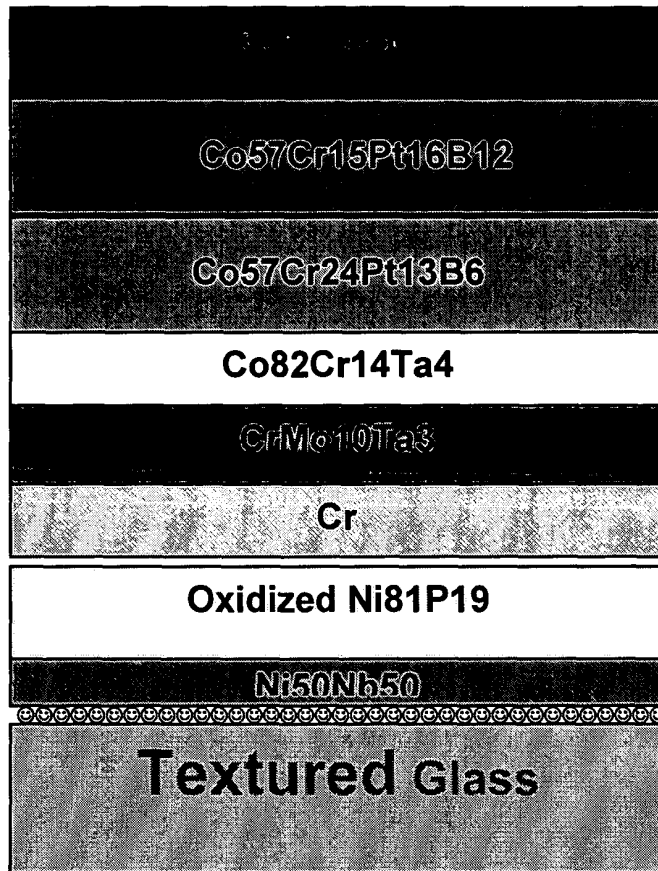 Co57Cr15Pt16B12
Co57Cr24Pt13B6
Co82Cr14Ta4
CrMo10Ta3
Cr
Oxidized Ni81P19
Ni50Nb50
Textured Glass